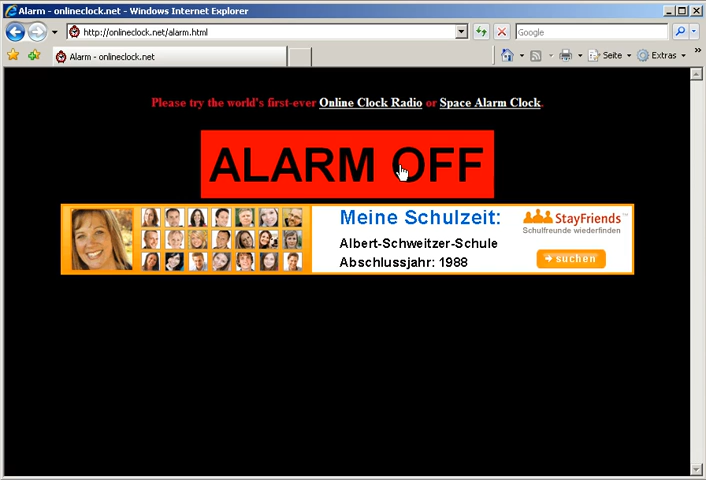 Alarm - onlineclock.net - Windows Internet Explorer
http://onlineclock.net/alarm.html
Google
Alarm - onlineclock.net
Seite
Extras
Please try the world's first-ever Online Clock Radio or Space Alarm Clock.
ALARM OFF
Meine Schulzeit:
Albert-Schweitzer-Schule
Abschlussjahr: 1988
StayFriends
Schulfreunde wiederfinden
suchen